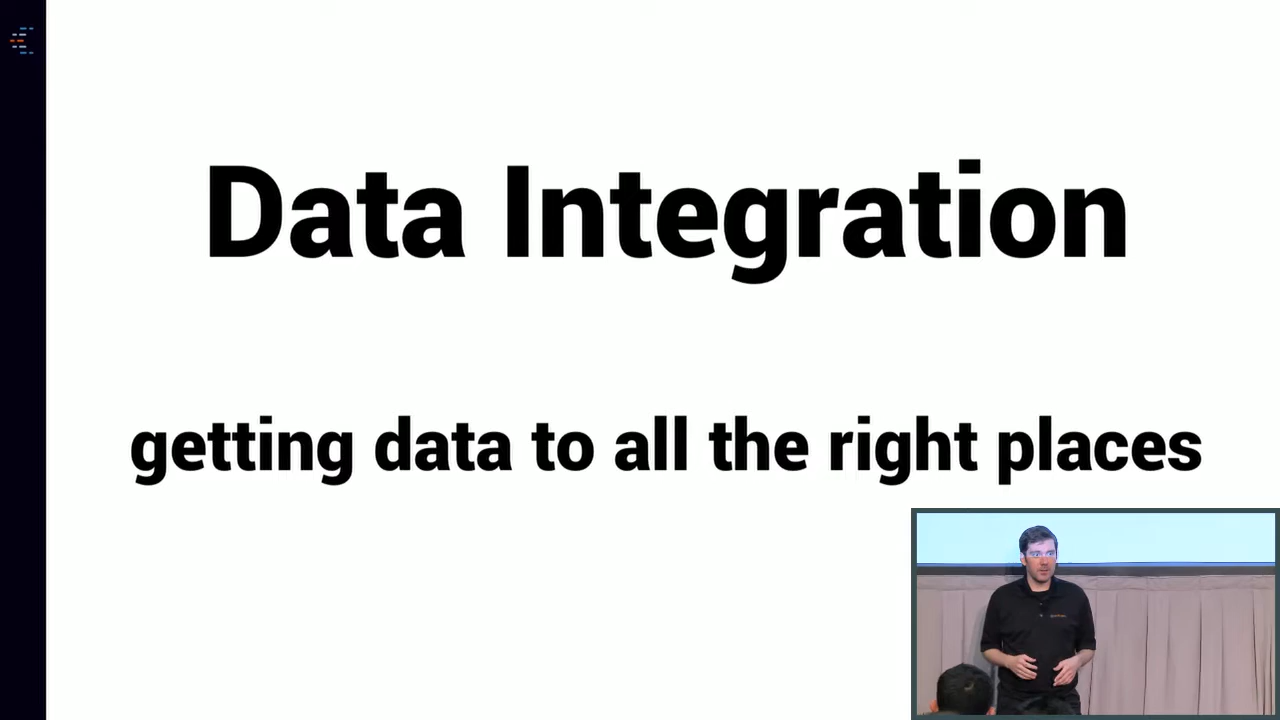 Data Integration
getting data to all the right places